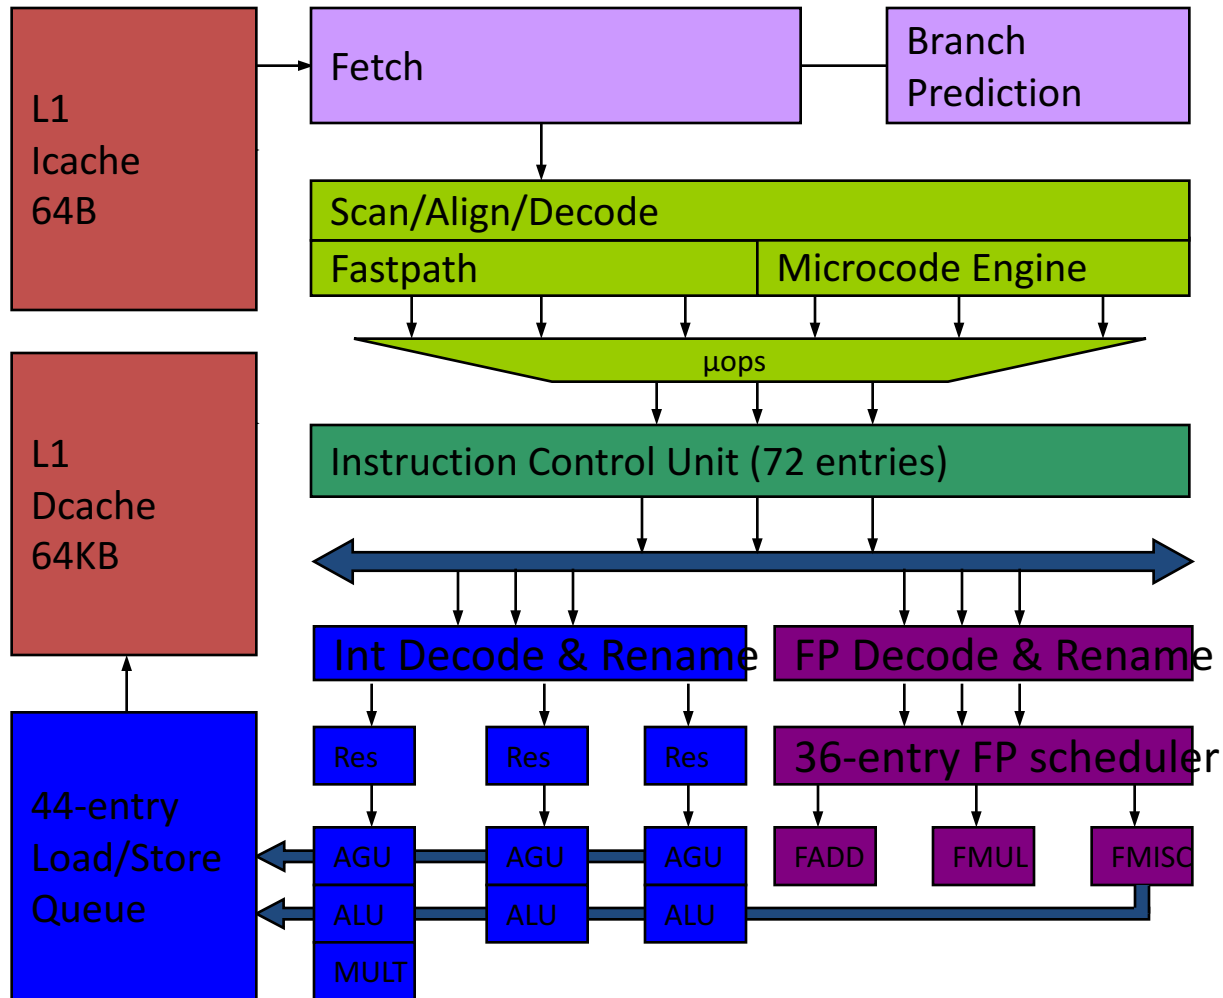 L1
Icache
64B
Fetch
Branch
Prediction
Scan/Align/Decode
Fastpath
Microcode Engine
µops
L1
Dcache
64KB
Instruction Control Unit (72 entries)
Int Decode & Rename
FP Decode & Rename
Res
Res
Res
36-entry FP scheduler
44-entry
Load/Store
Queue
AGU
AGU
AGU
FADD
FMUL
FMISC
ALU
ALU
ALU
MULT